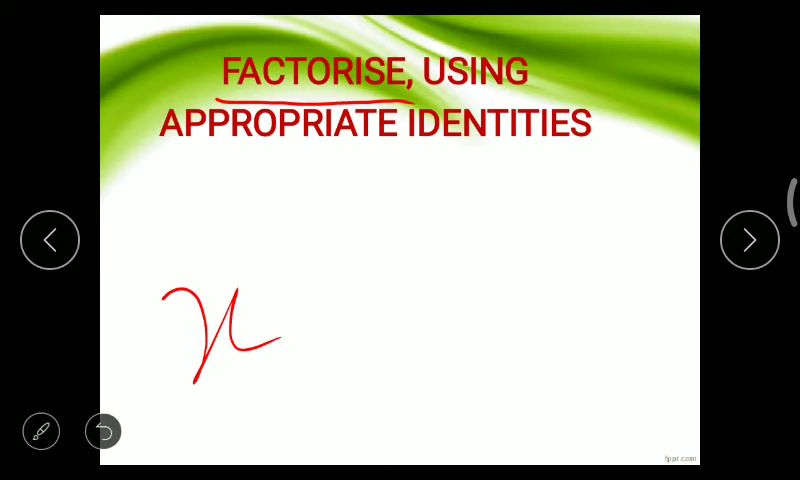 FACTORISE, USING
APPROPRIATE IDENTITIES
x
fppt.com